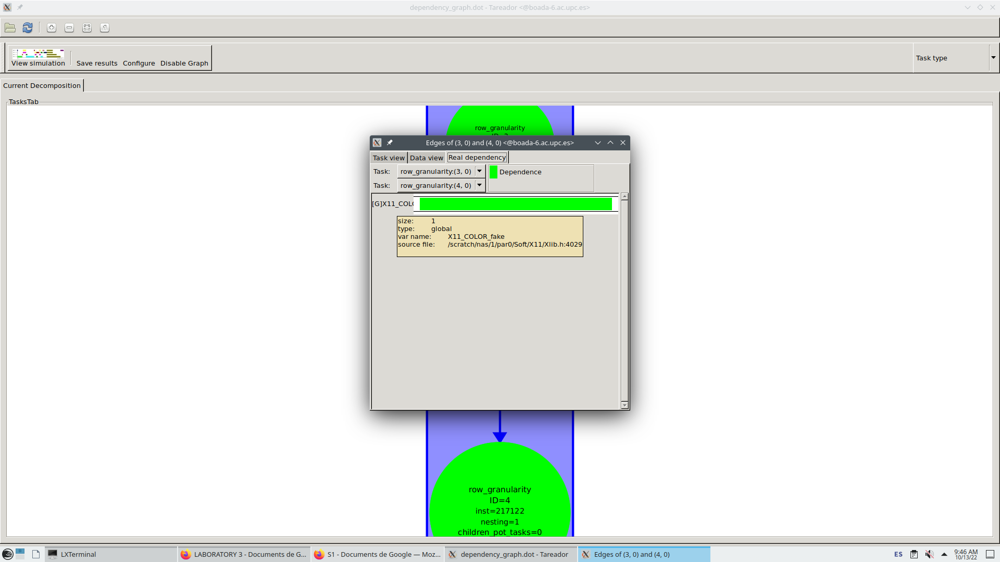 dependency_graph.dot - Tareador <@boada-6.ac.upc.es>
View simulation
Save results
Configure
Disable Graph
Task type
Current Decomposition
TasksTab
row_granularity
Edges of (3, 0) and (4, 0) <@boada-6.ac.upc.es>
Task view
Data view
Real dependency
Task: row_granularity:(3, 0)
Dependence
Task: row_granularity:(4, 0)
[G]X11_COL
size: 1
type: global
var name: X11_COLOR_fake
source file: /scratch/nas/1/par0/Soft/X11/Xlib.h:4029
row_granularity
ID=4
inst=217122
nesting=1
children_pot_tasks=0
LXTerminal
LABORATORY 3 - Documents de G...
S1 - Documents de Google — Moz...
dependency_graph.dot - Tareador
Edges of (3, 0) and (4, 0)
ES
9:46 AM
10/13/22